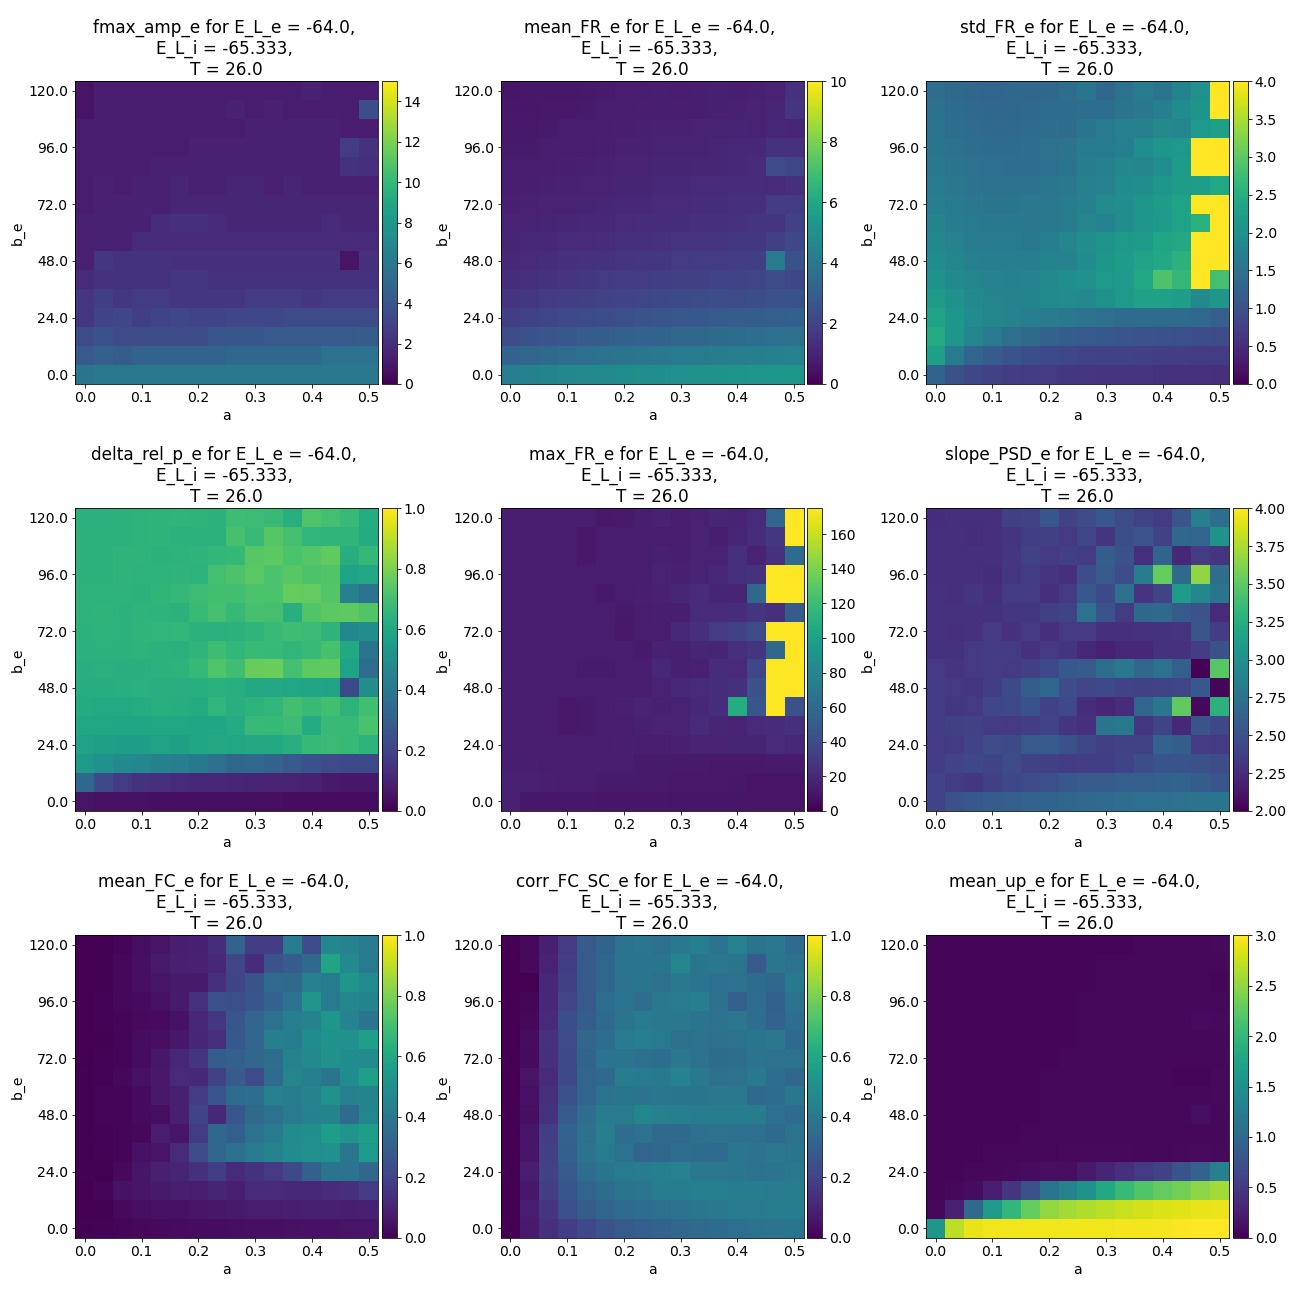 fmax_amp_e for E_L_e = -64.0,
E_L_i = -65.333,
T = 26.0
120.0
96.0
72.0
48.0
24.0
0.0
b_e
0.0 0.1 0.2 0.3 0.4 0.5
a
14
12
10
8
6
4
2
0
mean_FR_e for E_L_e = -64.0,
E_L_i = -65.333,
T = 26.0
120.0
96.0
72.0
48.0
24.0
0.0
b_e
0.0 0.1 0.2 0.3 0.4 0.5
a
10
8
6
4
2
0
std_FR_e for E_L_e = -64.0,
E_L_i = -65.333,
T = 26.0
120.0
96.0
72.0
48.0
24.0
0.0
b_e
0.0 0.1 0.2 0.3 0.4 0.5
a
4.0
3.5
3.0
2.5
2.0
1.5
1.0
0.5
0.0
delta_rel_p_e for E_L_e = -64.0,
E_L_i = -65.333,
T = 26.0
120.0
96.0
72.0
48.0
24.0
0.0
b_e
0.0 0.1 0.2 0.3 0.4 0.5
a
1.0
0.8
0.6
0.4
0.2
0.0
max_FR_e for E_L_e = -64.0,
E_L_i = -65.333,
T = 26.0
120.0
96.0
72.0
48.0
24.0
0.0
b_e
0.0 0.1 0.2 0.3 0.4 0.5
a
160
140
120
100
80
60
40
20
0
slope_PSD_e for E_L_e = -64.0,
E_L_i = -65.333,
T = 26.0
120.0
96.0
72.0
48.0
24.0
0.0
b_e
0.0 0.1 0.2 0.3 0.4 0.5
a
4.00
3.75
3.50
3.25
3.00
2.75
2.50
2.25
2.00
mean_FC_e for E_L_e = -64.0,
E_L_i = -65.333,
T = 26.0
120.0
96.0
72.0
48.0
24.0
0.0
b_e
0.0 0.1 0.2 0.3 0.4 0.5
a
1.0
0.8
0.6
0.4
0.2
0.0
corr_FC_SC_e for E_L_e = -64.0,
E_L_i = -65.333,
T = 26.0
120.0
96.0
72.0
48.0
24.0
0.0
b_e
0.0 0.1 0.2 0.3 0.4 0.5
a
1.0
0.8
0.6
0.4
0.2
0.0
mean_up_e for E_L_e = -64.0,
E_L_i = -65.333,
T = 26.0
120.0
96.0
72.0
48.0
24.0
0.0
b_e
0.0 0.1 0.2 0.3 0.4 0.5
a
3.0
2.5
2.0
1.5
1.0
0.5
0.0